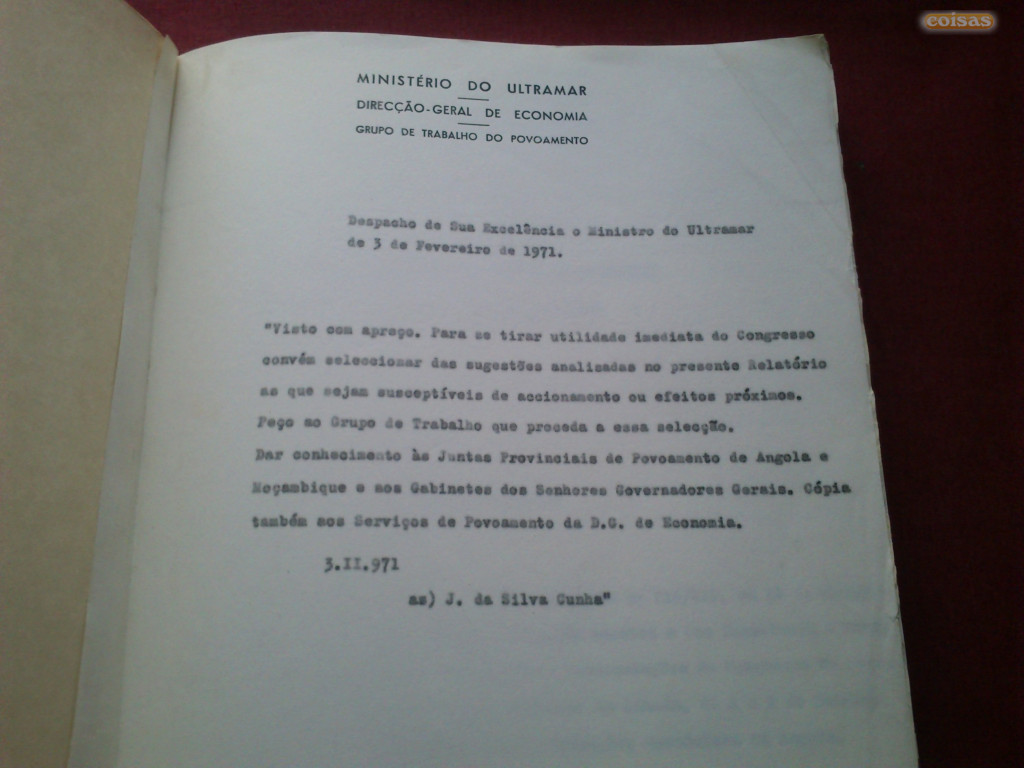 coisas
MINISTÉRIO DO ULTRAMAR
DIRECÇÃO-GERAL DE ECONOMIA
GRUPO DE TRABALHO DO POVOAMENTO
Despacho de Sua Excelência o Ministro do Ultramar
de 3 de Fevereiro de 1971.
"Visto com apreço. Para se tirar utilidade imediata do Congresso
convém seleccionar das sugestões analisadas no presente Relatório
as que sejam susceptíveis de accionamento ou efeitos próximos.
Peço ao Grupo de Trabalho que proceda a essa selecção.
Dar conhecimento às Juntas Provinciais de Povoamento de Angola e
Moçambique e aos Gabinetes dos Senhores Governadores Gerais. Cópia
também aos Serviços de Povoamento da D.G. de Economia.
3.II.971
as) J. da Silva Cunha"